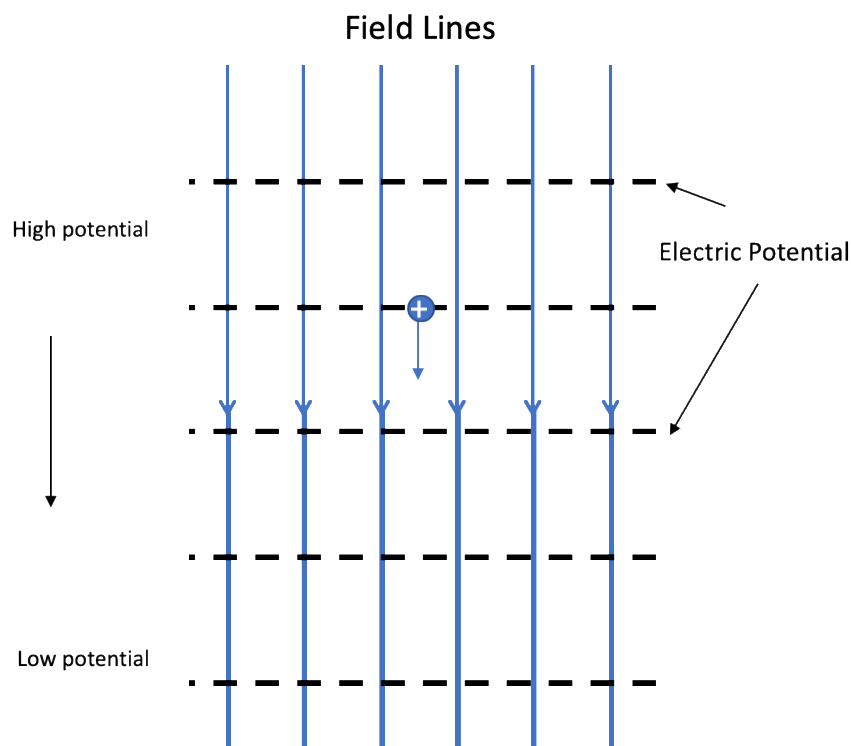 Field Lines
High potential
Electric Potential
+
Low potential